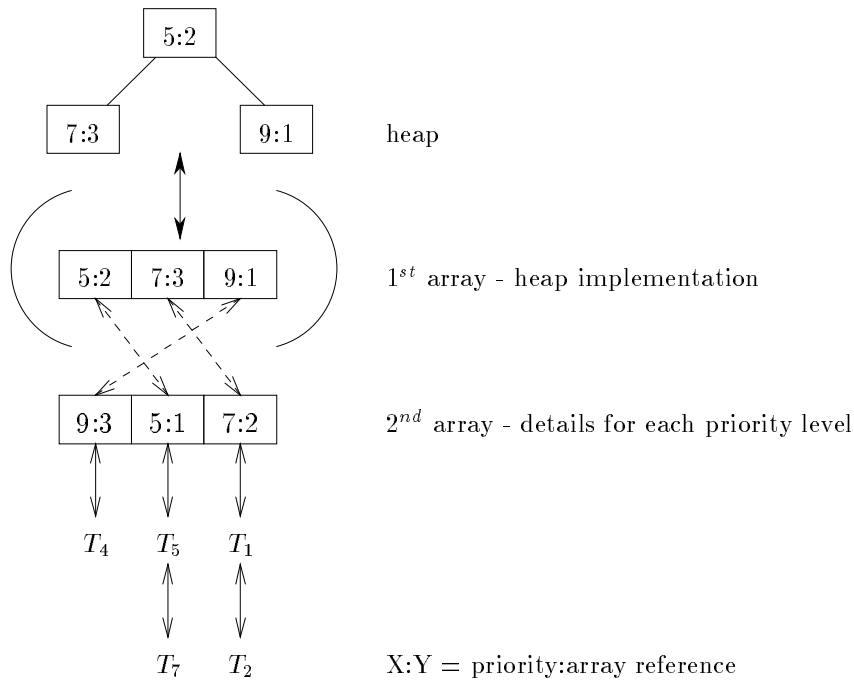 5:2
7:3 9:1 heap
5:2 7:3 9:1 1st array - heap implementation
9:3 5:1 7:2 2nd array - details for each priority level
T4 T5 T1
T7 T2 X:Y = priority:array reference